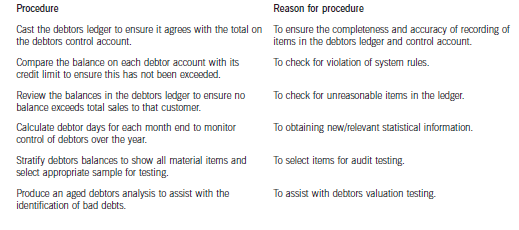 Procedure Reason for procedure
Cast the debtors ledger to ensure it agrees with the total on To ensure the completeness and accuracy of recording of
the debtors control account. items in the debtors ledger and control account.
Compare the balance on each debtor account with its To check for violation of system rules.
credit limit to ensure this has not been exceeded.
Review the balances in the debtors ledger to ensure no To check for unreasonable items in the ledger.
balance exceeds total sales to that customer.
Calculate debtor days for each month end to monitor To obtaining new/relevant statistical information.
control of debtors over the year.
Stratify debtors balances to show all material items and To select items for audit testing.
select appropriate sample for testing.
Produce an aged debtors analysis to assist with the To assist with debtors valuation testing.
identification of bad debts.